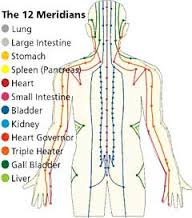 The 12 Meridians
Lung
Large Intestine
Stomach
Spleen (Pancreas)
Heart
Small Intestine
Bladder
Kidney
Heart Governor
Triple Heater
Gall Bladder
Liver